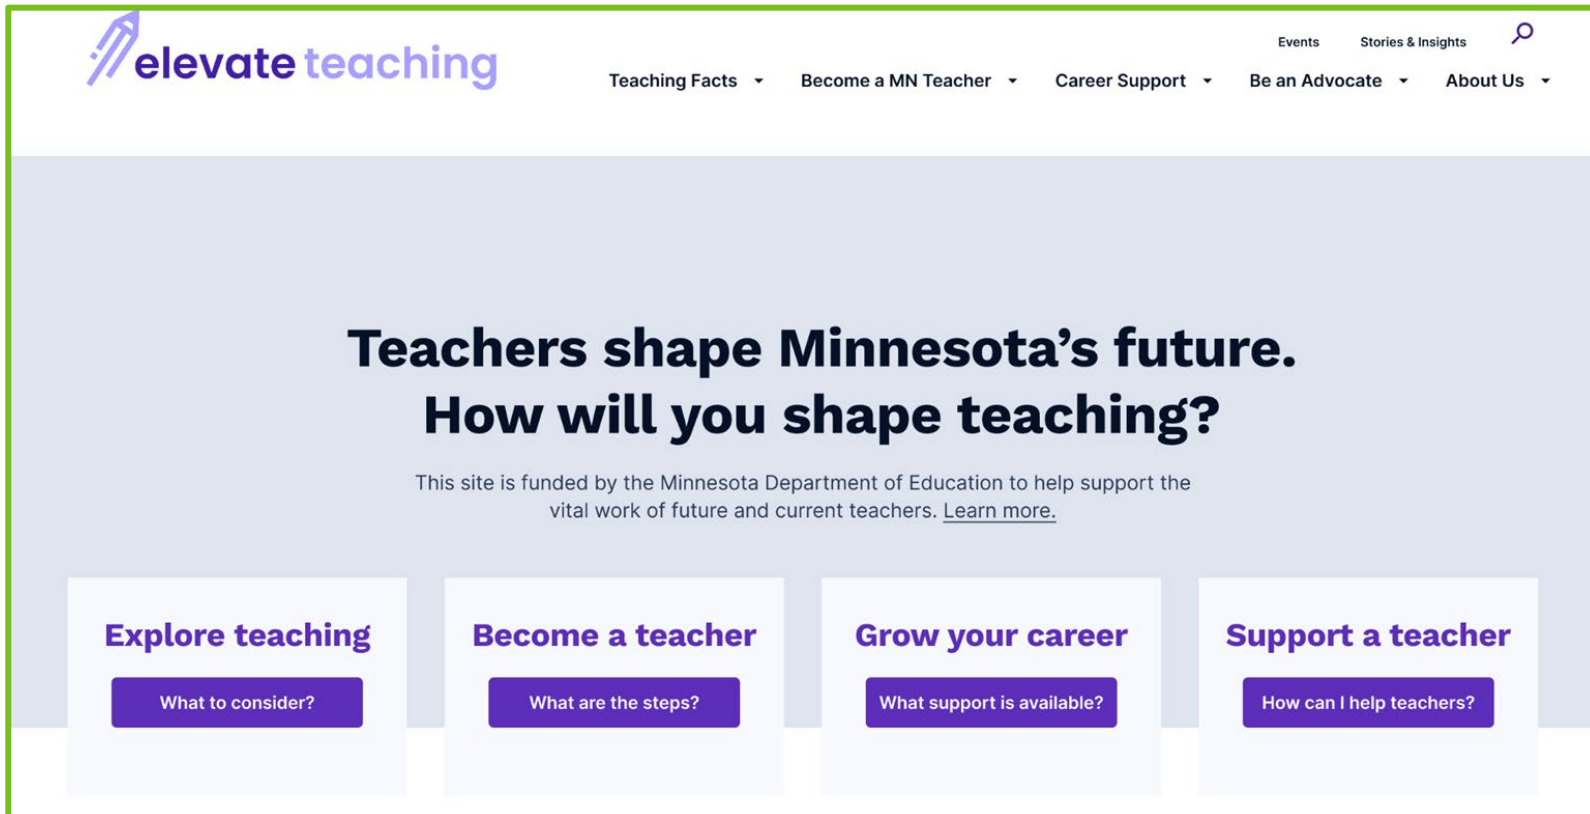 elevate teaching
Events Stories & Insights
Teaching Facts Become a MN Teacher Career Support Be an Advocate About Us
Teachers shape Minnesota’s future.
How will you shape teaching?
This site is funded by the Minnesota Department of Education to help support the
vital work of future and current teachers. Learn more.
Explore teaching
What to consider?
Become a teacher
What are the steps?
Grow your career
What support is available?
Support a teacher
How can I help teachers?